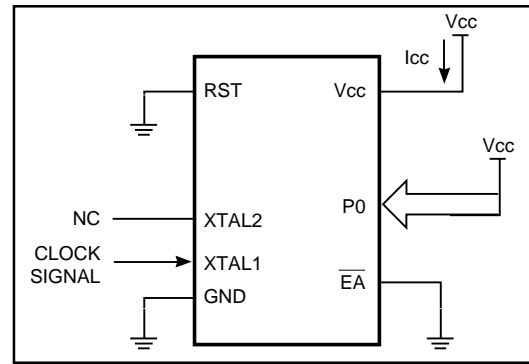 Vcc
Icc
RST
Vcc
Vcc
P0
NC
XTAL2
CLOCK
SIGNAL
XTAL1
GND
EA